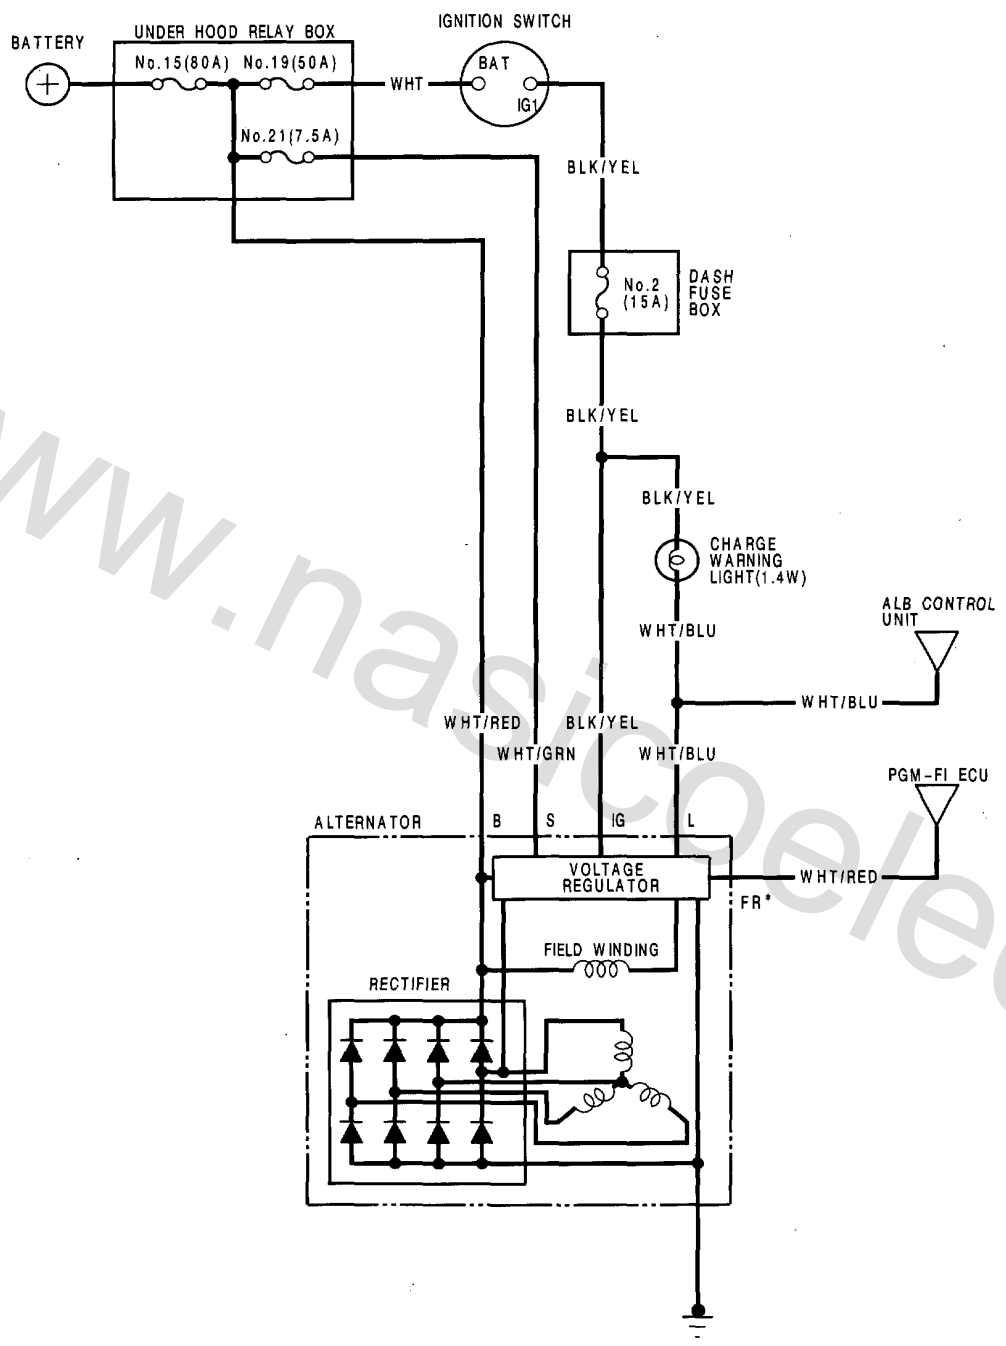 IGNITION SWITCH
UNDER HOOD RELAY BOX
BATTERY
No.15(80A) No.19(50A)
BAT
WHT
IG1
No.21(7.5A)
BLK/YEL
No.2
(15A)
DASH
FUSE
BOX
BLK/YEL
BLK/YEL
CHARGE
WARNING
LIGHT(1.4W)
ALB CONTROL
UNIT
WHT/BLU
WHT/BLU
WHT/RED
BLK/YEL
WHT/GRN
WHT/BLU
PGM-FI ECU
ALTERNATOR
B
S
IG
L
VOLTAGE
REGULATOR
WHT/RED
FR*
FIELD WINDING
RECTIFIER
ww.nasicoelec